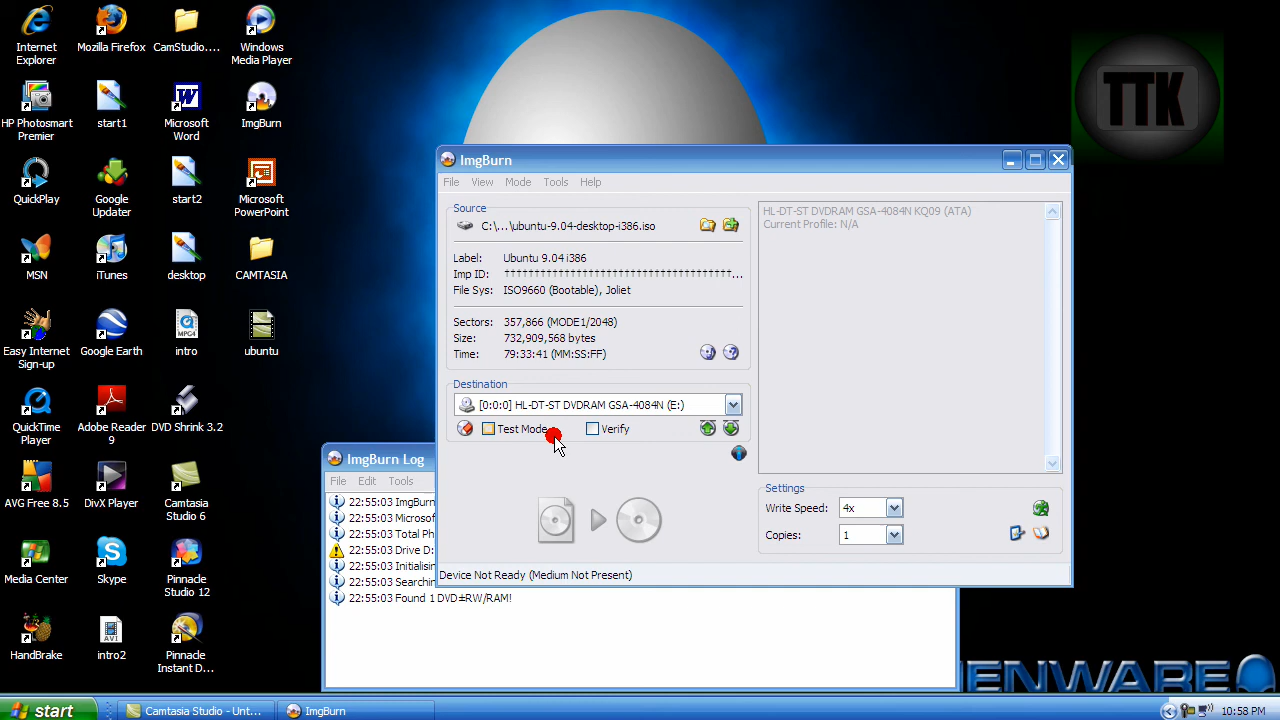 Internet
Explorer
Mozilla Firefox
CamStudio....
Windows
Media Player
HP Photosmart
Premier
start1
Microsoft
Word
ImgBurn
QuickPlay
Google
Updater
start2
Microsoft
PowerPoint
MSN
iTunes
desktop
CAMTASIA
Easy Internet
Sign-up
Google Earth
intro
ubuntu
QuickTime
Player
Adobe Reader
9
DVD Shrink 3.2
AVG Free 8.5
DivX Player
Camtasia
Studio 6
Media Center
Skype
Pinnacle
Studio 12
HandBrake
intro2
Pinnacle
Instant D...
TTK
ImgBurn
File View Mode Tools Help
Source
C:\...\ubuntu-9.04-desktop-i386.iso
Label: Ubuntu 9.04 i386
Imp ID: ††††††††††††††††††††††††††††††††††††††...
File Sys: ISO9660 (Bootable), Joliet
Sectors: 357,866 (MODE1/2048)
Size: 732,909,568 bytes
Time: 79:33:41 (MM:SS:FF)
Destination
[0:0:0] HL-DT-ST DVDRAM GSA-4084N (E:)
Test Mode
Verify
HL-DT-ST DVDRAM GSA-4084N KQ09 (ATA)
Current Profile: N/A
Settings
Write Speed: 4x
Copies: 1
Device Not Ready (Medium Not Present)
ImgBurn Log
File Edit Tools
22:55:03 ImgBurn
22:55:03 Microsof
22:55:03 Total Ph
22:55:03 Drive D:
22:55:03 Initialisin
22:55:03 Searchin
22:55:03 Found 1 DVD±RW/RAM!
ENWARE
start
Camtasia Studio - Unt...
ImgBurn
10:58 PM